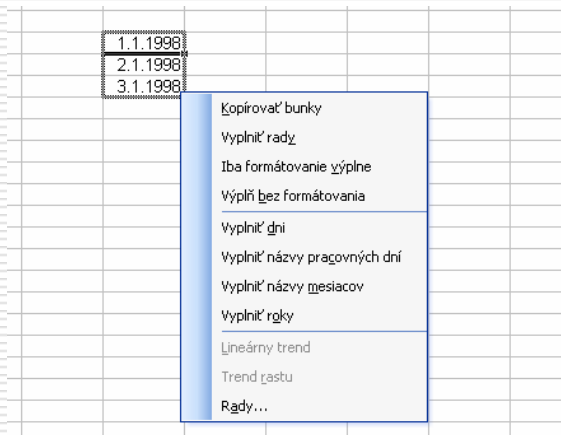 1.1.1998
2.1.1998
3.1.1998
Kopírovať bunky
Vyplniť rady
Iba formátovanie výplne
Výplň bez formátovania
Vyplniť dni
Vyplniť názvy pracovných dní
Vyplniť názvy mesiacov
Vyplniť roky
Lineárny trend
Trend rastu
Rady...